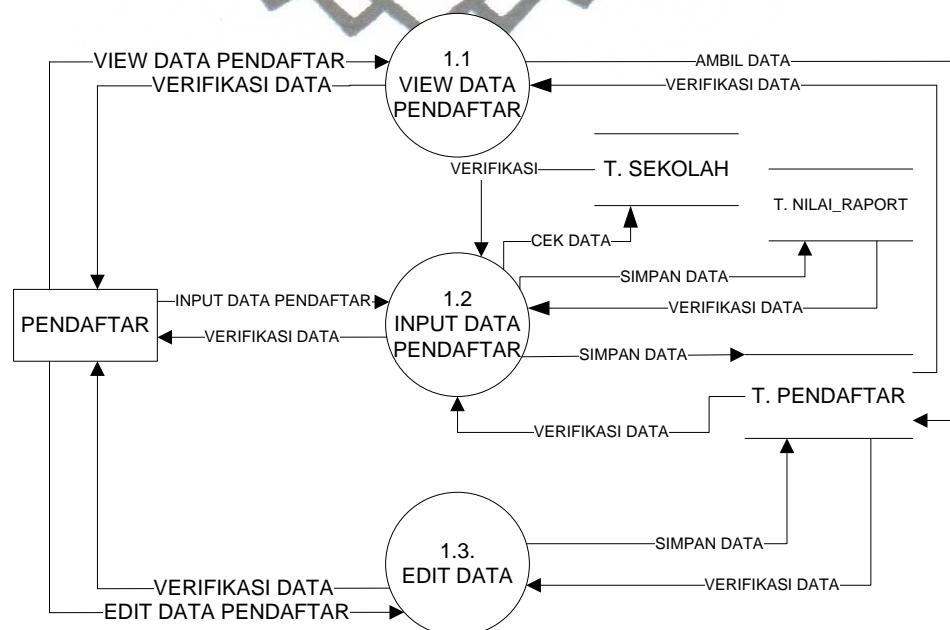 VIEW DATA PENDAFTAR
VERIFIKASI DATA
1.1
VIEW DATA
PENDAFTAR
AMBIL DATA
VERIFIKASI DATA
VERIFIKASI
T. SEKOLAH
T. NILAI_RAPORT
CEK DATA
SIMPAN DATA
VERIFIKASI DATA
PENDAFTAR
INPUT DATA PENDAFTAR
VERIFIKASI DATA
1.2
INPUT DATA
PENDAFTAR
SIMPAN DATA
T. PENDAFTAR
VERIFIKASI DATA
1.3.
EDIT DATA
SIMPAN DATA
VERIFIKASI DATA
VERIFIKASI DATA
EDIT DATA PENDAFTAR